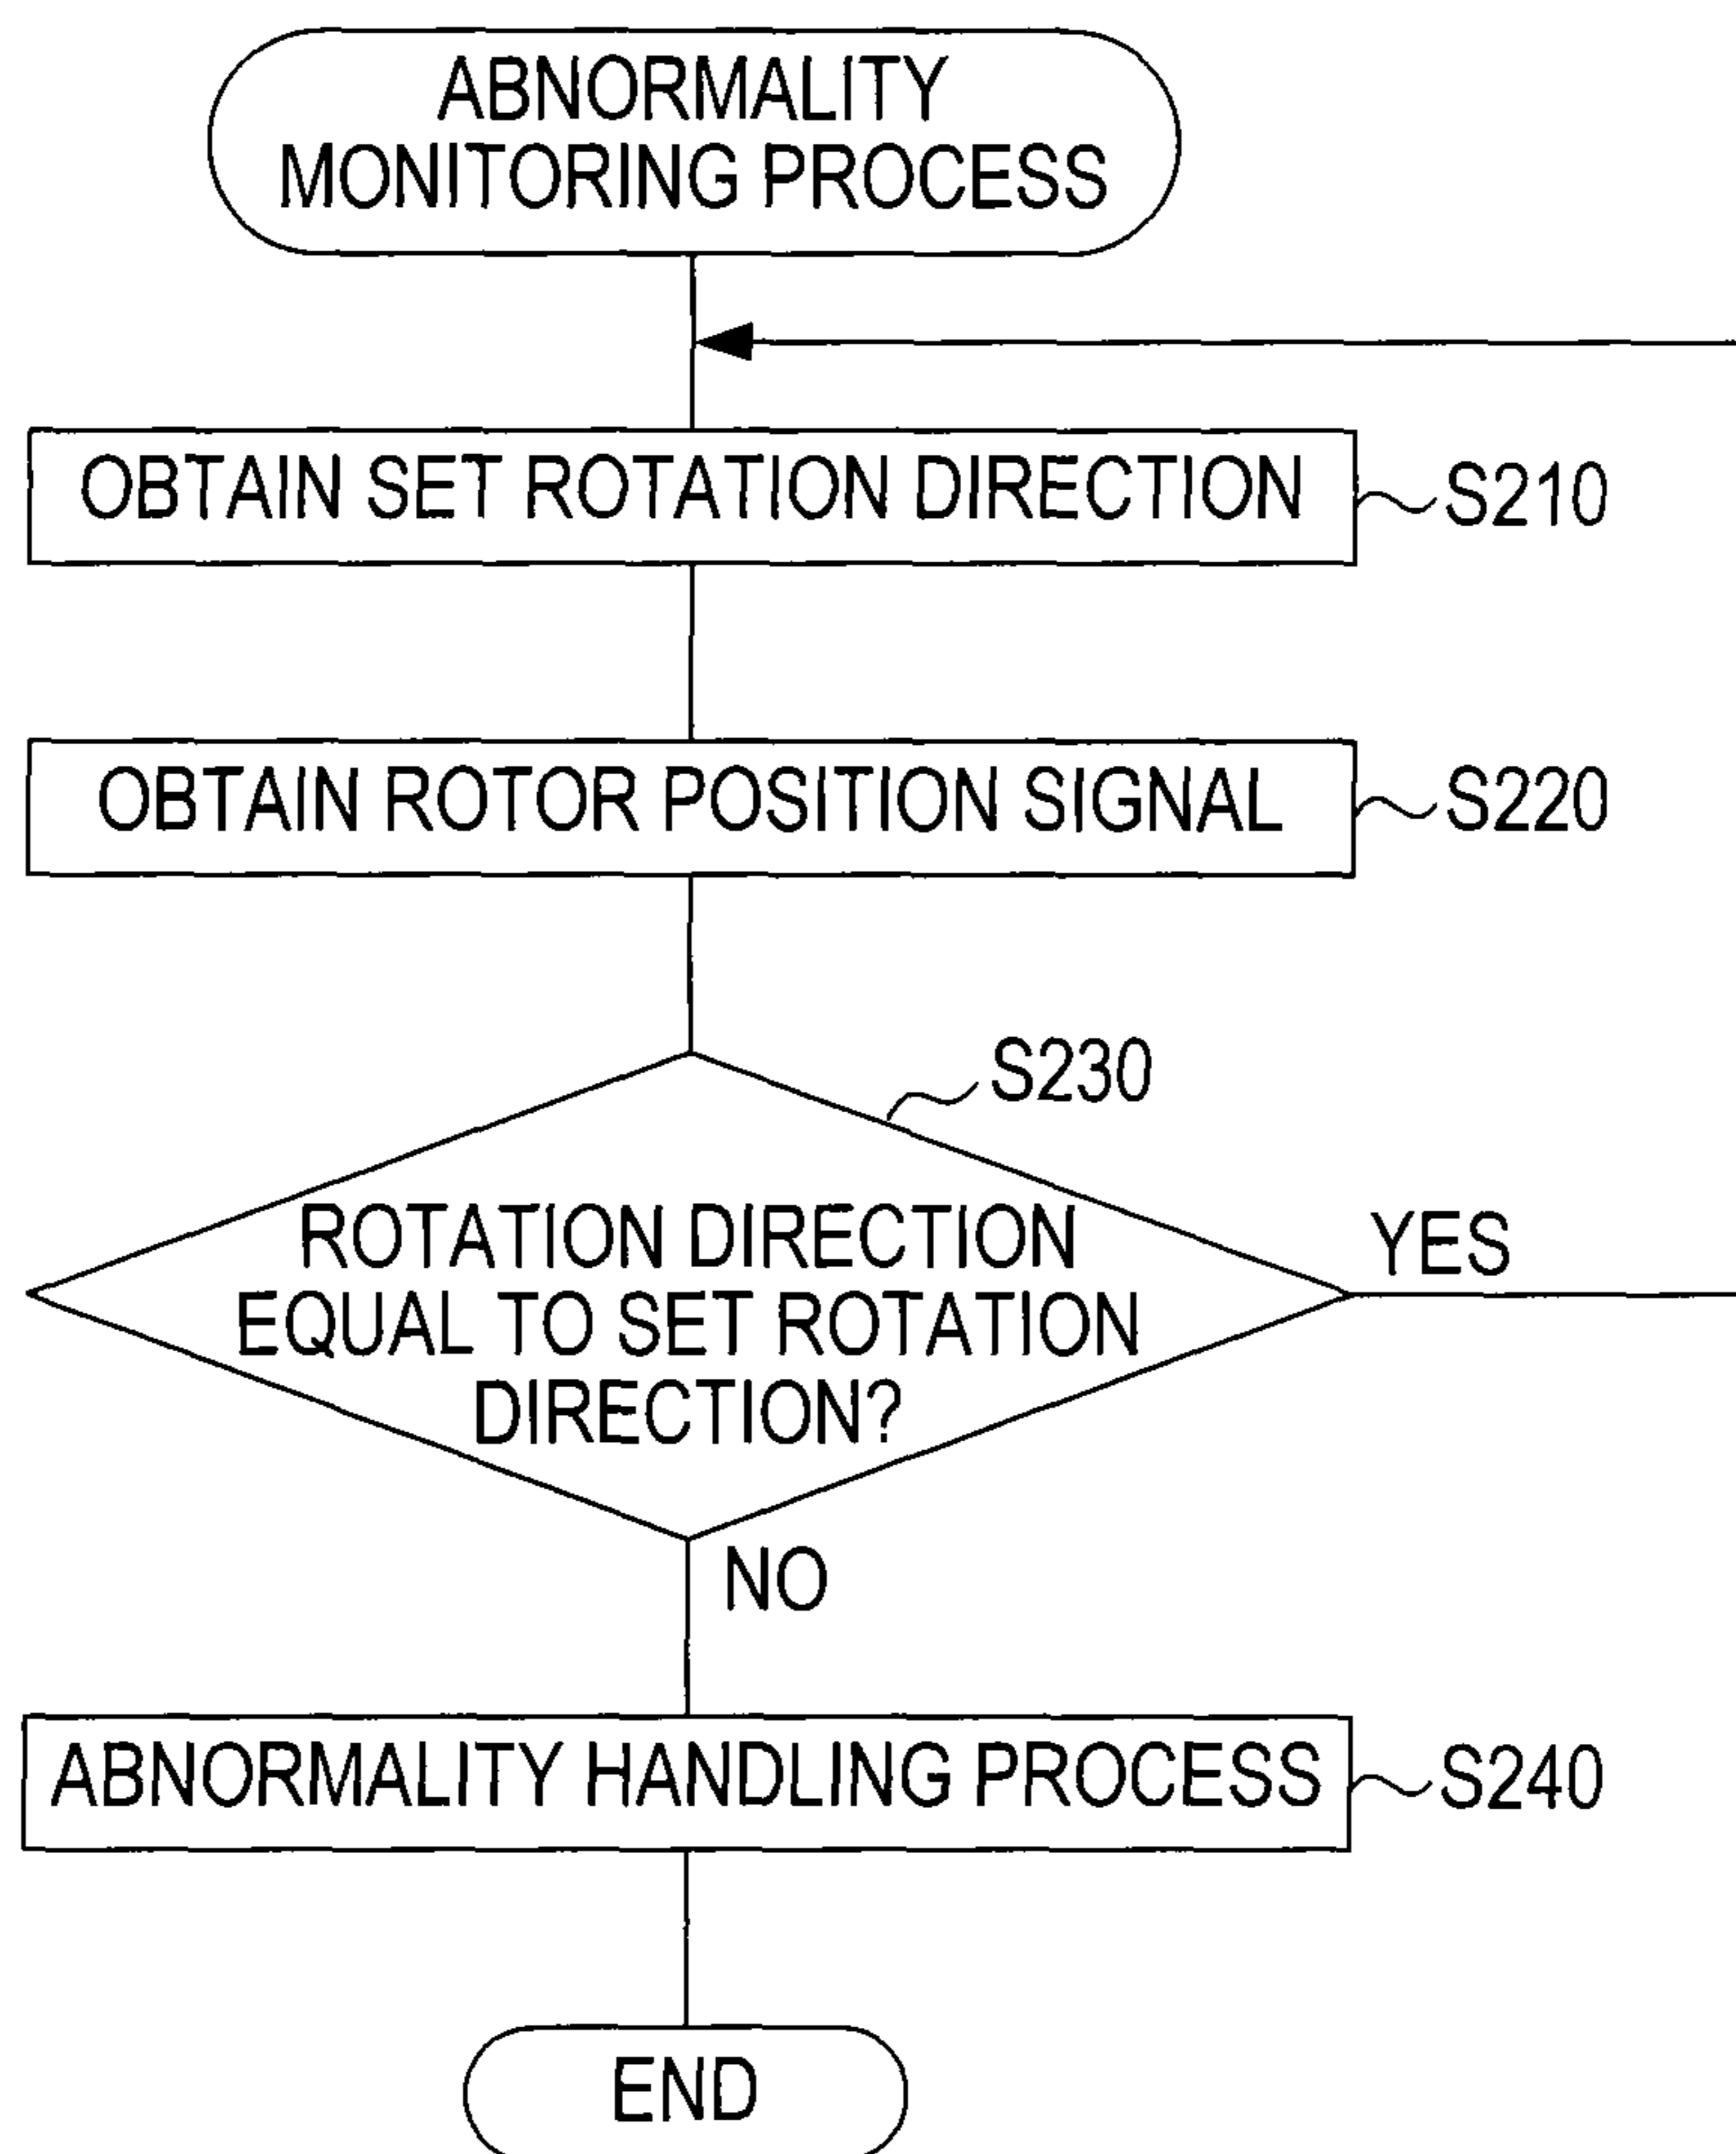 ABNORMALITY
MONITORING PROCESS
OBTAIN SET ROTATION DIRECTION
S210
OBTAIN ROTOR POSITION SIGNAL
S220
S230
ROTATION DIRECTION
EQUAL TO SET ROTATION
DIRECTION?
YES
NO
ABNORMALITY HANDLING PROCESS
S240
END